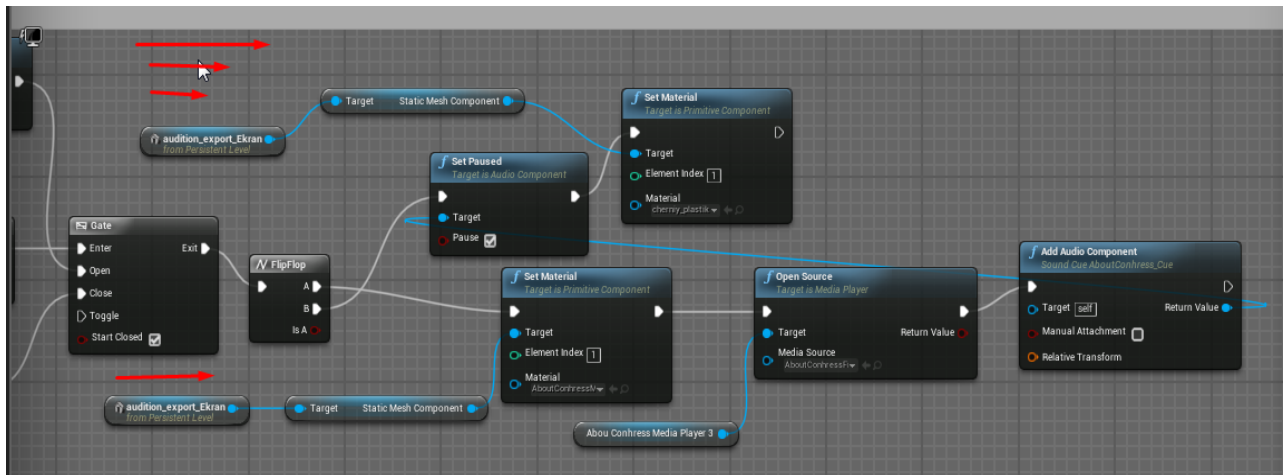 Target Static Mesh Component
audition_export_Ekran
from Persistent Level
Set Material
Target is Primitive Component
Target
Element Index 1
Material
cherniy_plastik
Set Paused
Target is Audio Component
Target
Pause
Gate
Enter Exit
Open
Close
Toggle
Start Closed
FlipFlop
A
B
Is A
Set Material
Target is Primitive Component
Target
Element Index 1
Material
Open Source
Target is Media Player
Target Return Value
Media Source
Add Audio Component
Sound Cue AboutConhress_Cue
Target self Return Value
Manual Attachment
Relative Transform
audition_export_Ekran
from Persistent Level
Target Static Mesh Component
Abou Conhress Media Player 3